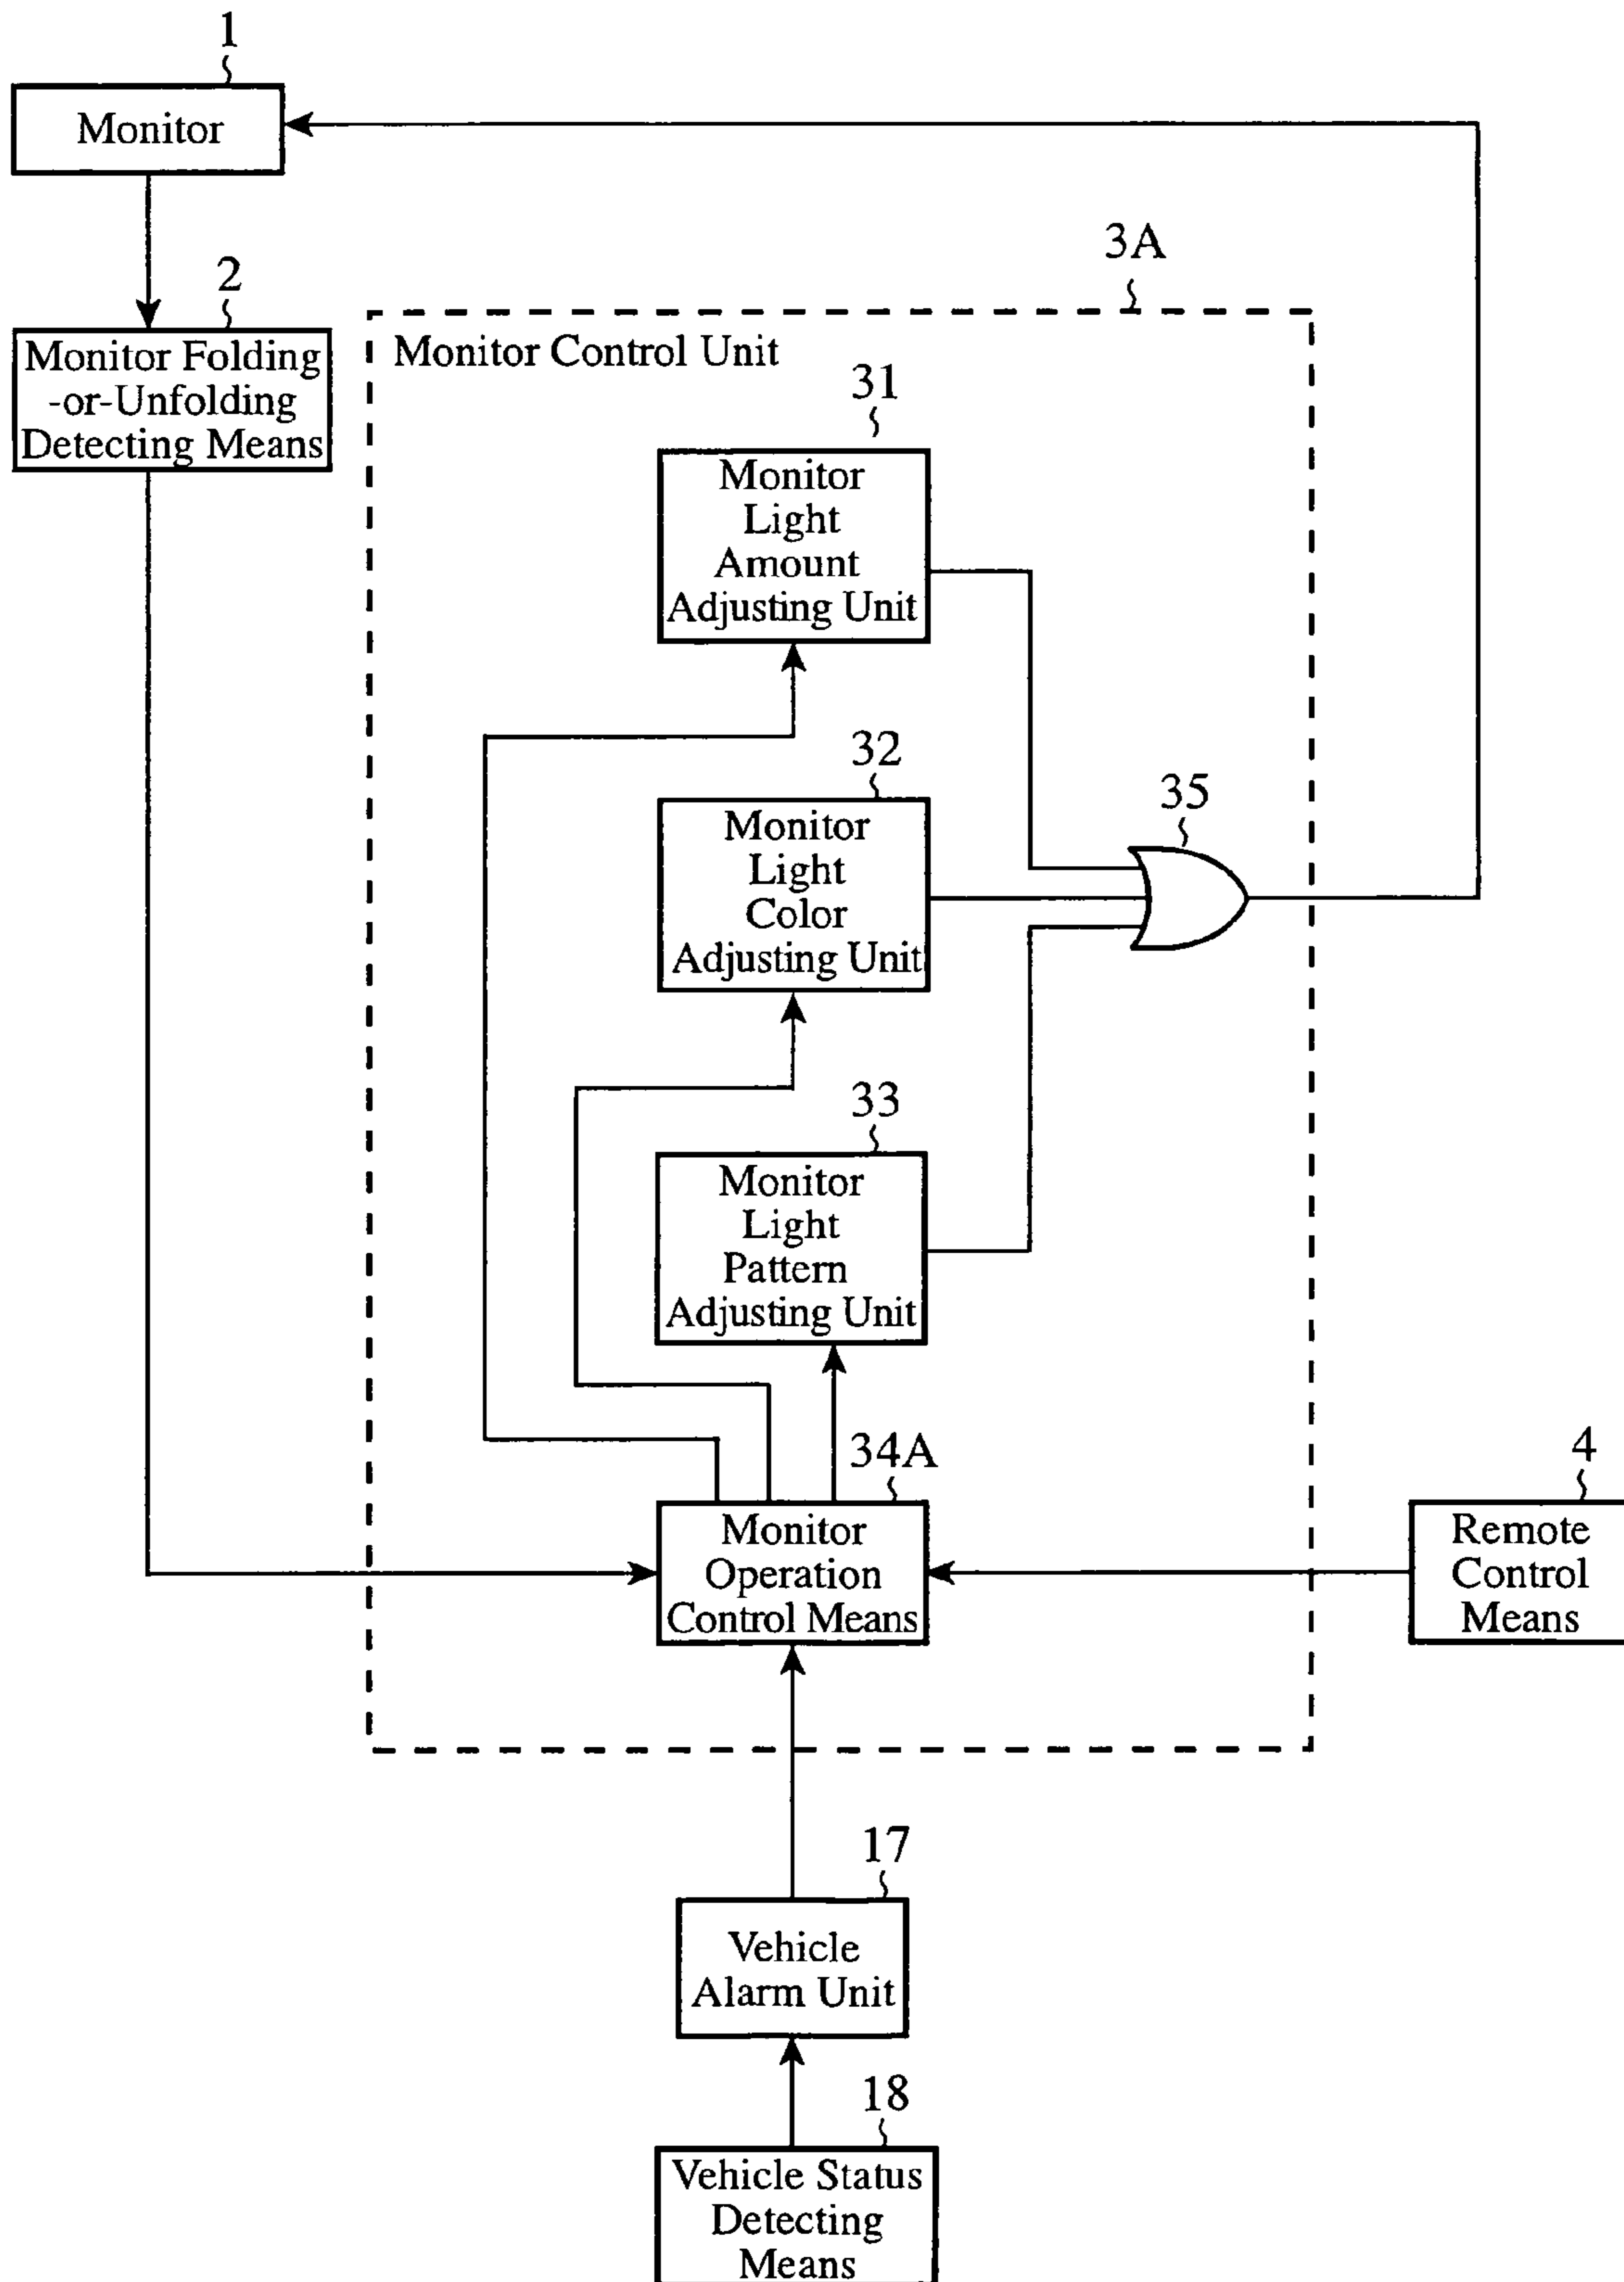 1
Monitor
2
Monitor Folding
-or-Unfolding
Detecting Means
3A
Monitor Control Unit
31
Monitor
Light
Amount
Adjusting Unit
32
Monitor
Light
Color
Adjusting Unit
35
33
Monitor
Light
Pattern
Adjusting Unit
34A
Monitor
Operation
Control Means
4
Remote
Control
Means
17
Vehicle
Alarm Unit
18
Vehicle Status
Detecting
Means